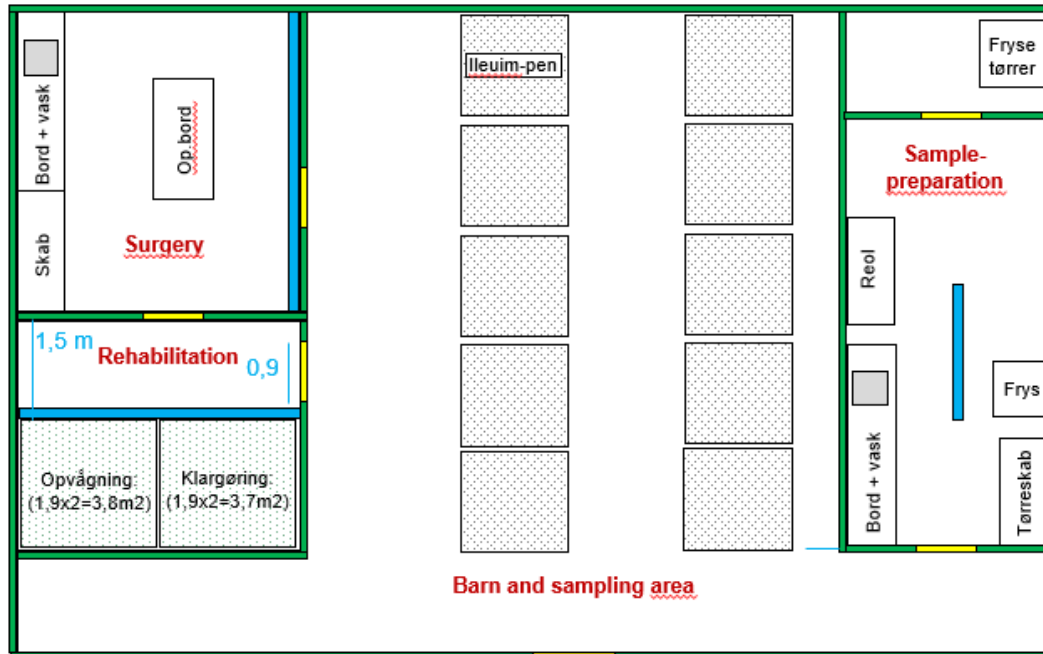 Bord + vask
Skab
Op.bord
Surgery
1,5 m
Rehabilitation
0,9
Opvågning:
(1,9x2=3,8m2)
Klargøring:
(1,9x2=3,7m2)
Ileuim-pen
Barn and sampling area
Fryse
tørrer
Sample-
preparation
Reol
Bord + vask
Frys
Tørreskab